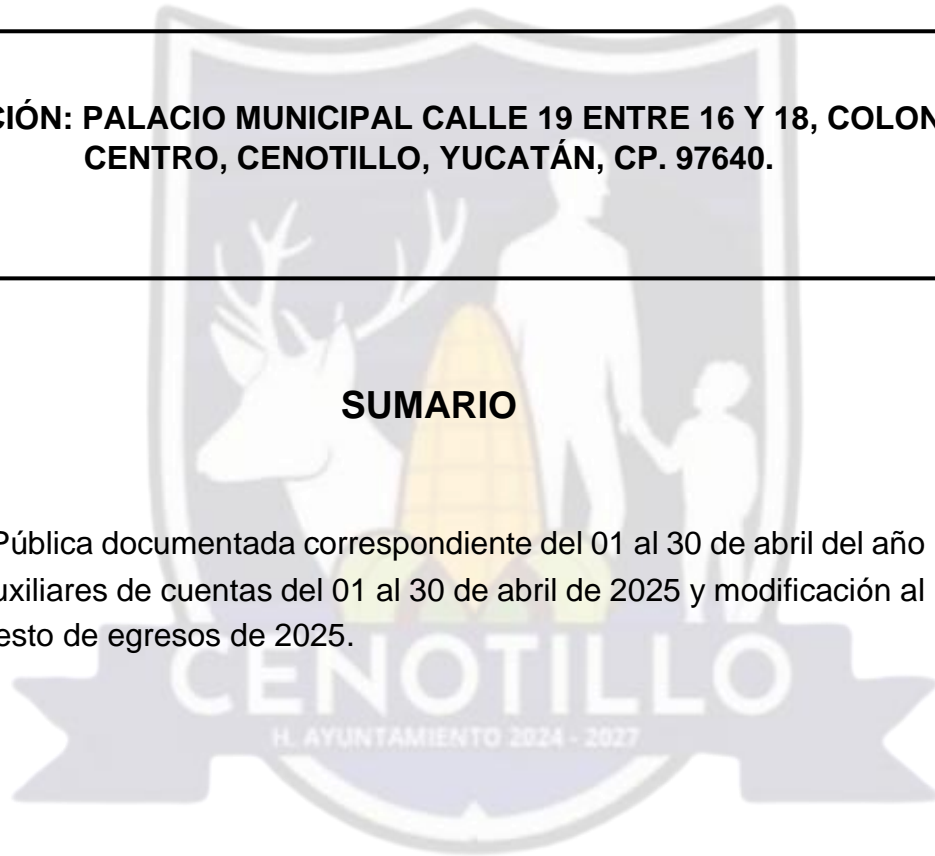 CIÓN: PALACIO MUNICIPAL CALLE 19 ENTRE 16 Y 18, COLON
CENTRO, CENOTILLO, YUCATÁN, CP. 97640.
SUMARIO
Pública documentada correspondiente del 01 al 30 de abril del año
uxiliares de cuentas del 01 al 30 de abril de 2025 y modificación al
esto de egresos de 2025.
CENOTILLO
H. AYUNTAMIENTO 2024 - 2027